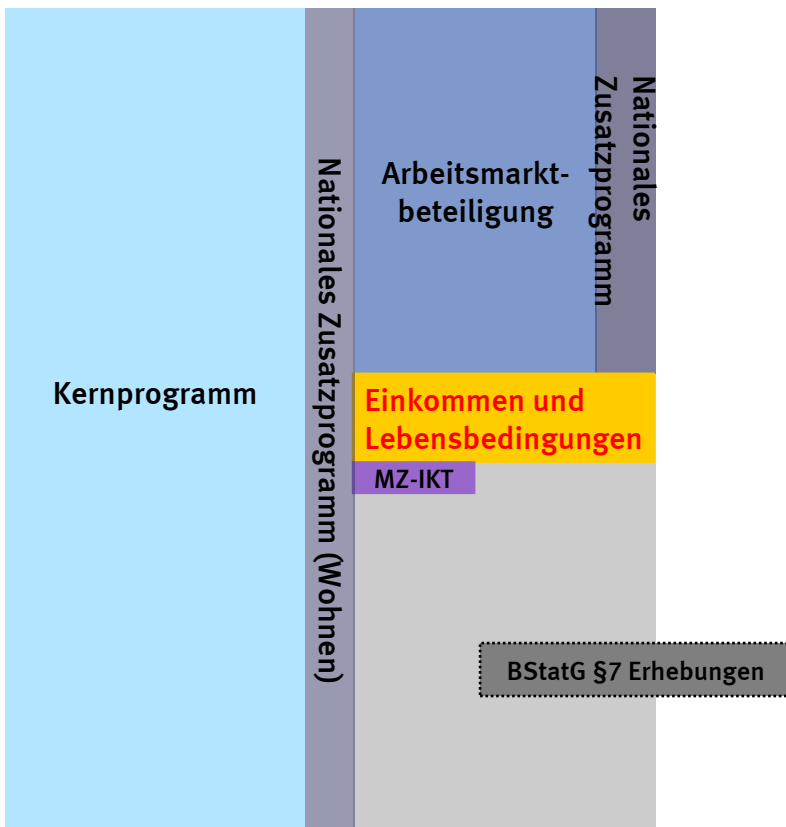 Kernprogramm
Nationales Zusatzprogramm (Wohnen)
Arbeitsmarkt-
beteiligung
Nationales
Zusatzprogramm
Einkommen und
Lebensbedingungen
MZ-IKT
BStatG §7 Erhebungen